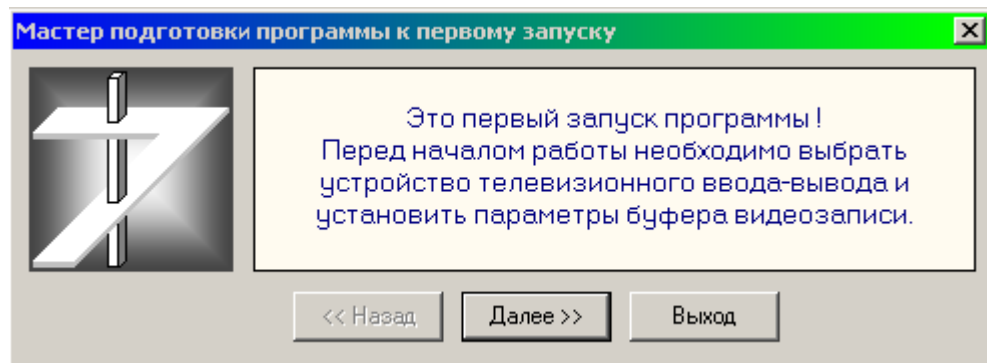 Мастер подготовки программы к первому запуску
Это первый запуск программы !
Перед началом работы необходимо выбрать
устройство телевизионного ввода-вывода и
установить параметры буфера видеозаписи.
<< Назад Далее >> Выход